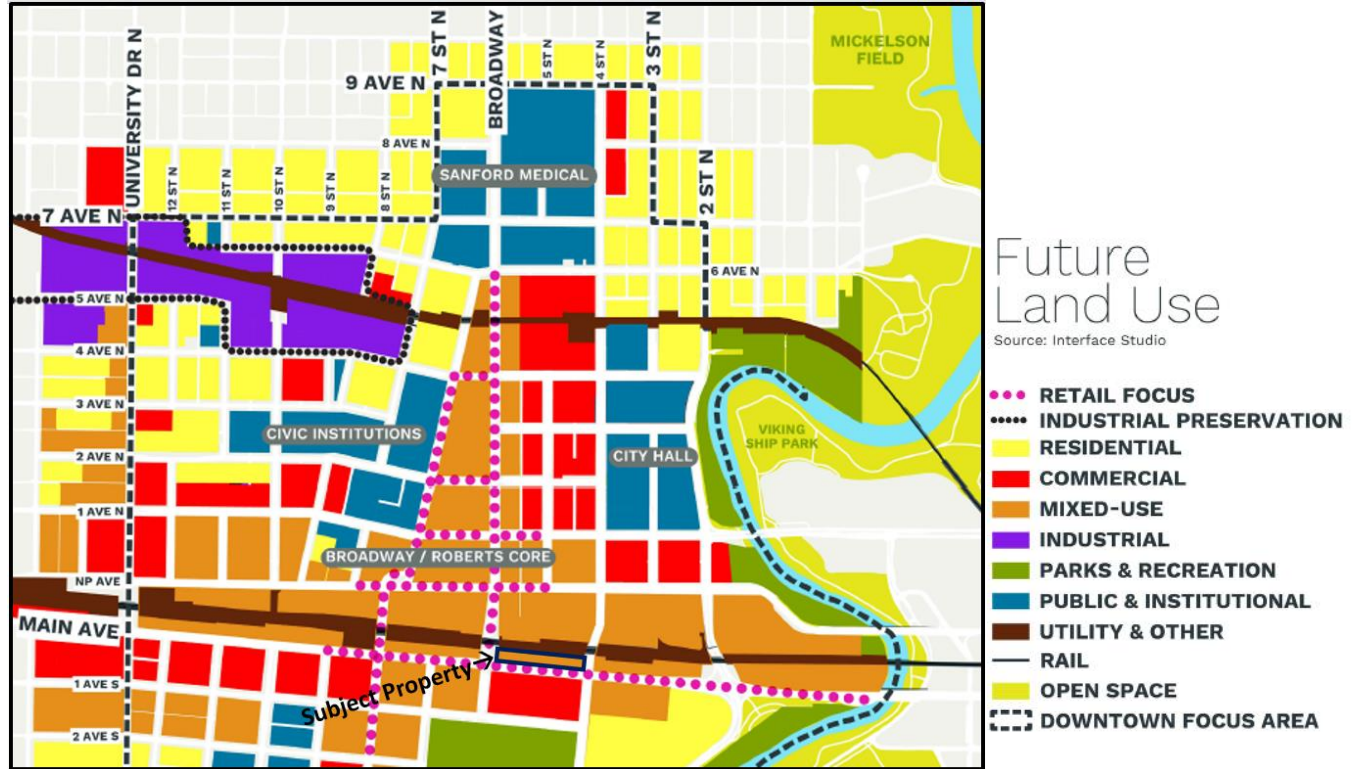 UNIVERSITY DR N
7 ST N
BROADWAY
5 ST N
4 ST N
3 ST N
MICKELSON
FIELD
9 AVE N
8 AVE N
SANFORD MEDICAL
12 ST N
11 ST N
10 ST N
9 ST N
8 ST N
2 ST N
7 AVE N
6 AVE N
5 AVE N
4 AVE N
3 AVE N
CIVIC INSTITUTIONS
VIKING
SHIP PARK
CITY HALL
2 AVE N
1 AVE N
BROADWAY / ROBERTS CORE
NP AVE
MAIN AVE
Subject Property
1 AVE S
2 AVE S
Future
Land Use
Source: Interface Studio
RETAIL FOCUS
INDUSTRIAL PRESERVATION
RESIDENTIAL
COMMERCIAL
MIXED-USE
INDUSTRIAL
PARKS & RECREATION
PUBLIC & INSTITUTIONAL
UTILITY & OTHER
RAIL
OPEN SPACE
DOWNTOWN FOCUS AREA